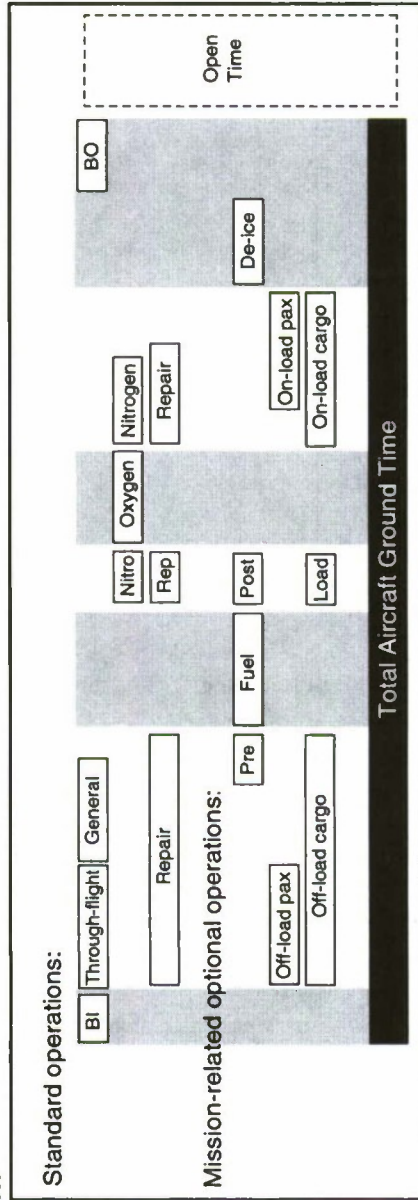 Standard operations:
BI
Through-flight
General
BO
Nitro
Oxygen
Nitrogen
Repair
Rep
Repair
Mission-related optional operations:
Pre
Fuel
Post
De-ice
Off-load pax
On-load pax
Off-load cargo
Load
On-load cargo
Open
Time
Total Aircraft Ground Time